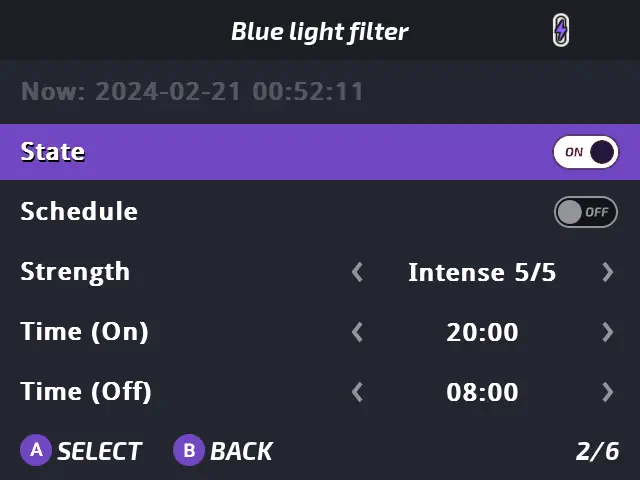 Blue light filter
Now: 2024-02-21 00:52:11
State ON
Schedule OFF
Strength Intense 5/5
Time (On) 20:00
Time (Off) 08:00
A SELECT B BACK 2/6